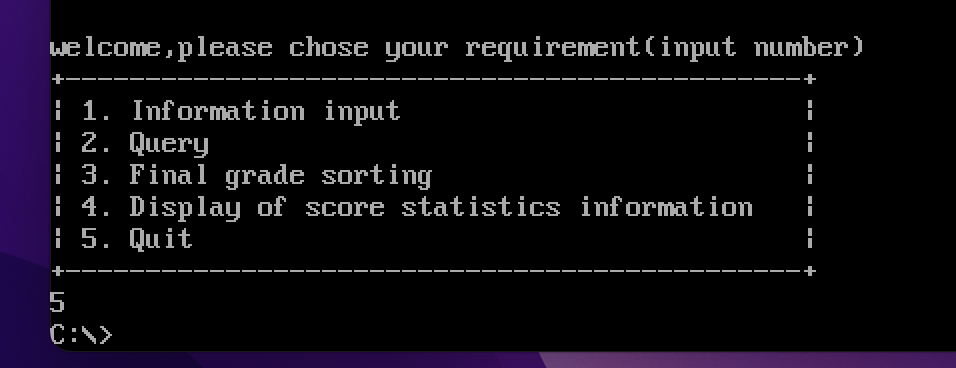 welcome,please chose your requirement(input number)
+----------------------------------------------+
| 1. Information input                         |
| 2. Query                                     |
| 3. Final grade sorting                       |
| 4. Display of score statistics information   |
| 5. Quit                                      |
+----------------------------------------------+
5
C:\>